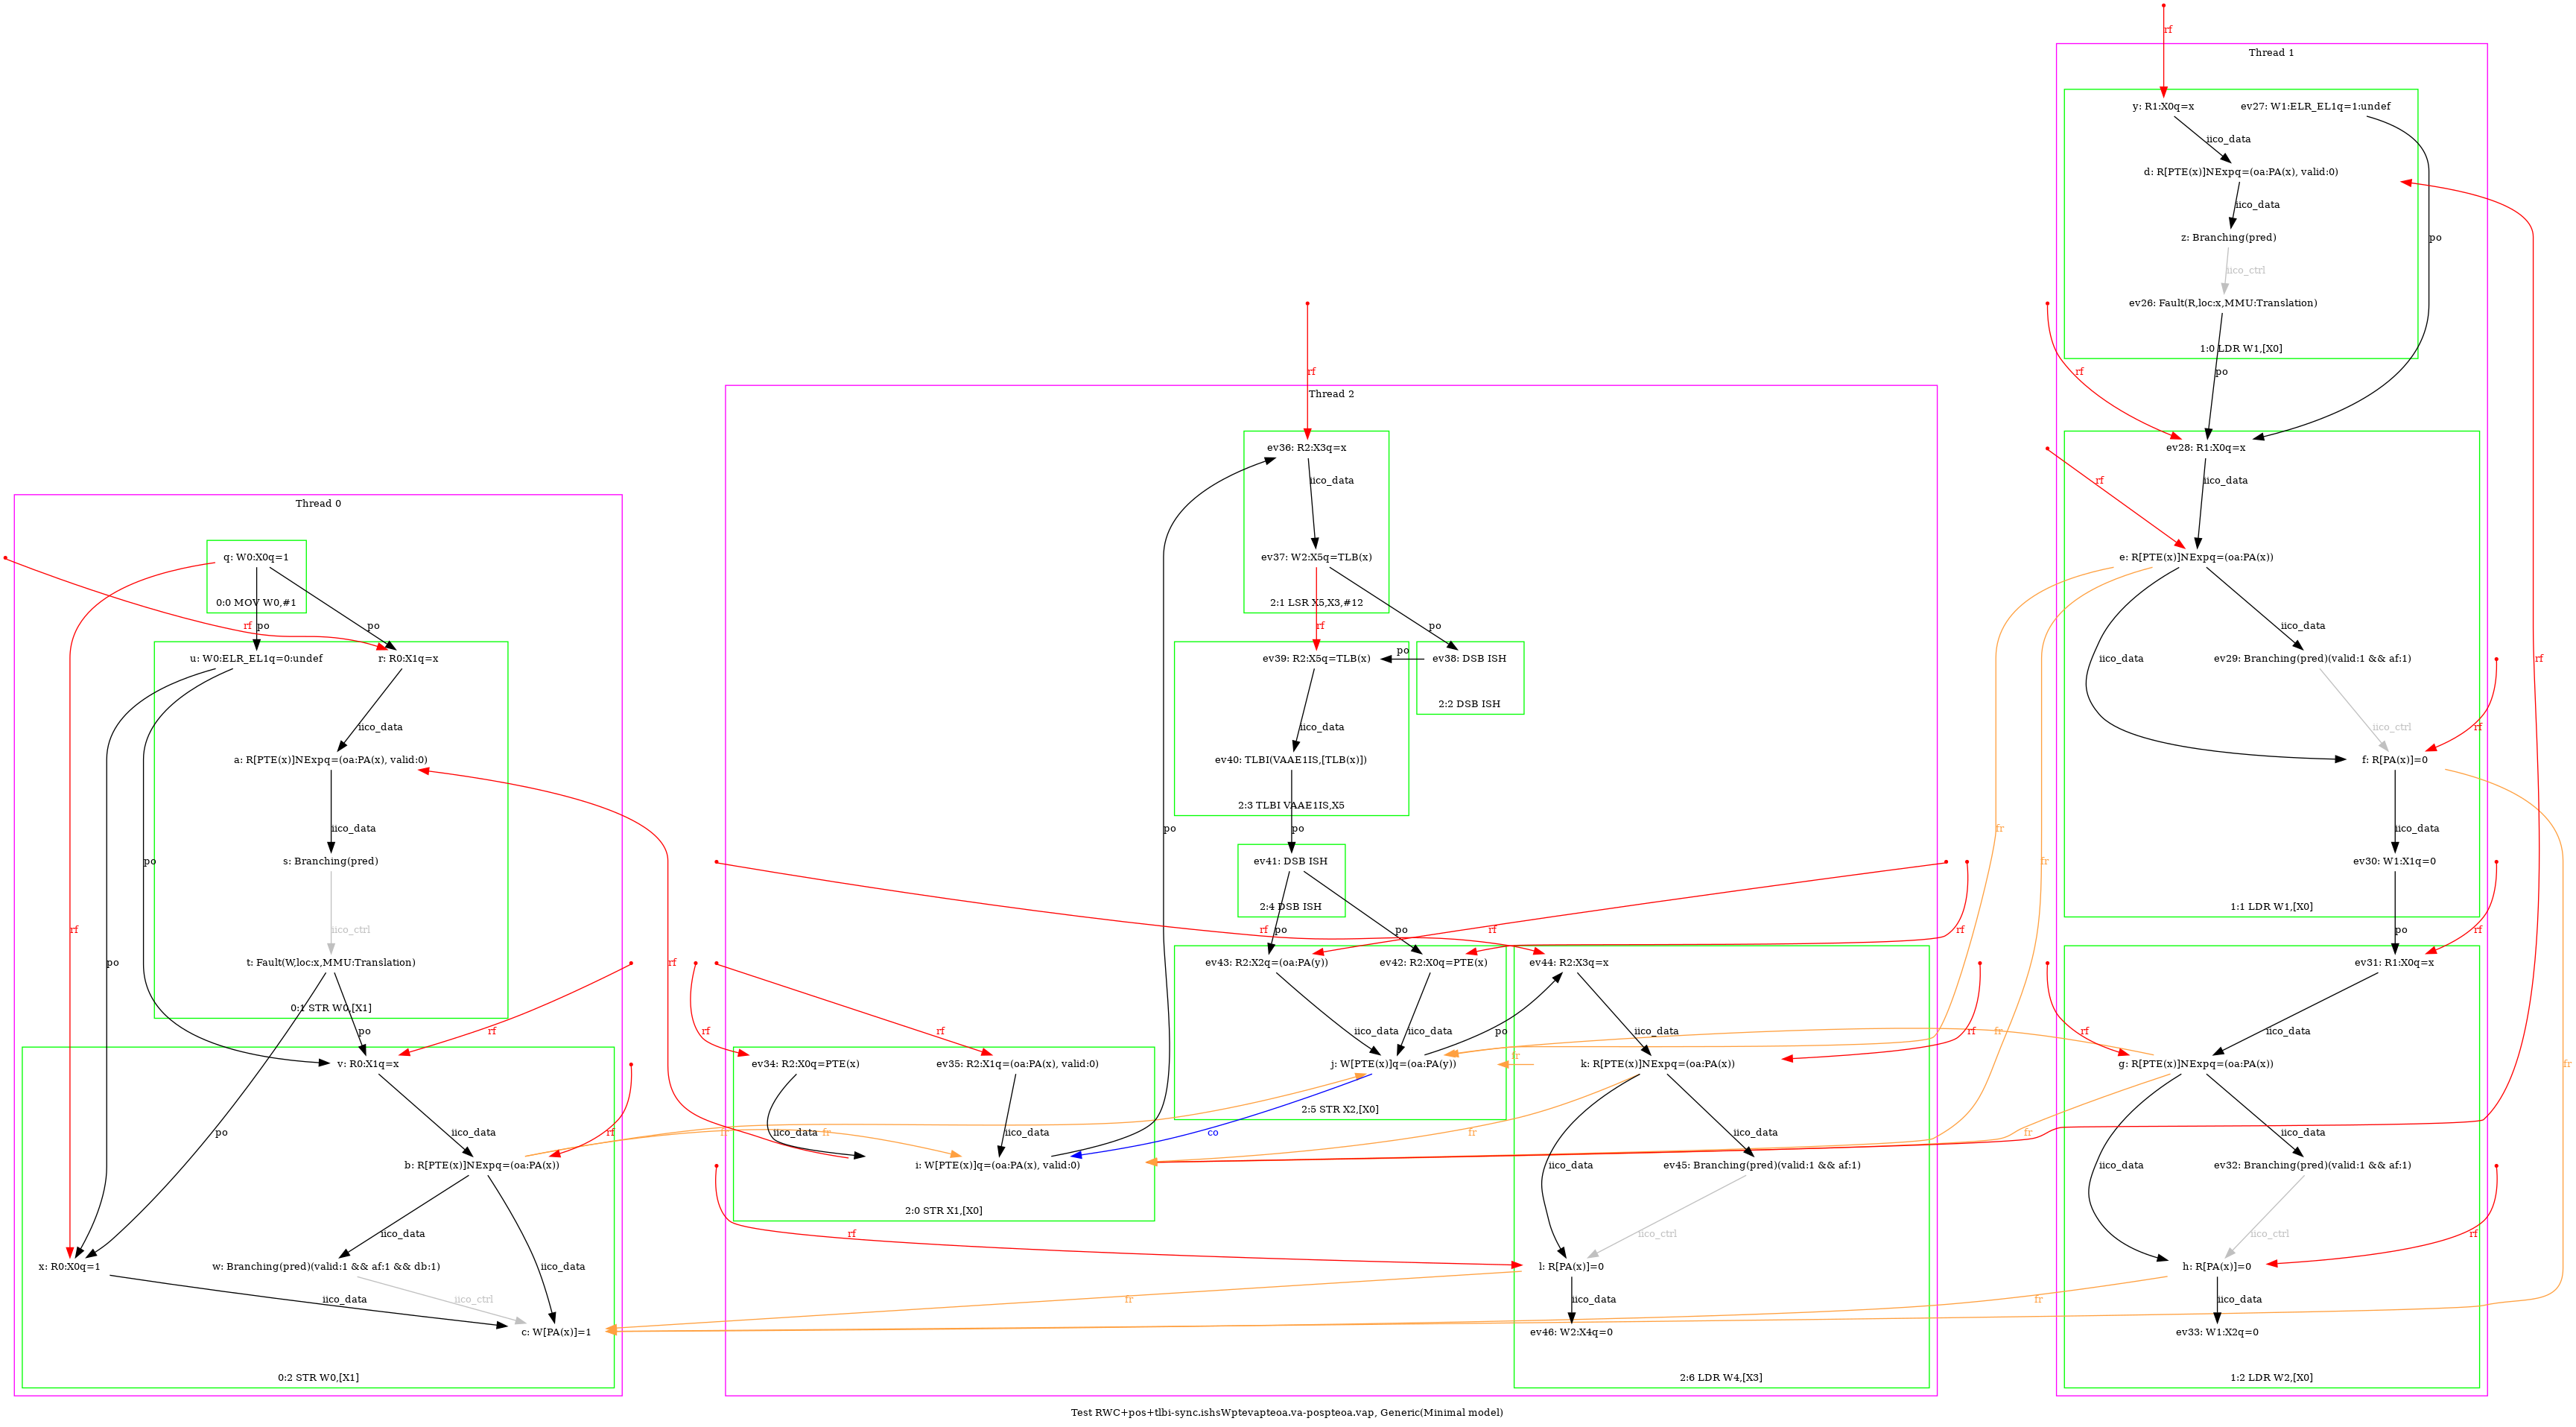 rf
Thread 1
y: R1:X0q=x
ev27: W1:ELR_EL1q=1:undef
iico_data
d: R[PTE(x)]NExpq=(oa:PA(x), valid:0)
iico_data
z: Branching(pred)
po
iico_ctrl
ev26: Fault(R,loc:x,MMU:Translation)
1:0 LDR W1,[X0]
rf
po
rf
Thread 2
ev36: R2:X3q=x
ev28: R1:X0q=x
iico_data
rf
iico_data
Thread 0
q: W0:X0q=1
ev37: W2:X5q=TLB(x)
e: R[PTE(x)]NExpq=(oa:PA(x))
0:0 MOV W0,#1
2:1 LSR X5,X3,#12
rf
po
po
rf
po
iico_data
u: W0:ELR_EL1q=0:undef
r: R0:X1q=x
ev39: R2:X5q=TLB(x)
po
ev38: DSB ISH
iico_data
ev29: Branching(pred)(valid:1 && af:1)
rf
2:2 DSB ISH
iico_data
iico_data
iico_ctrl
rf
a: R[PTE(x)]NExpq=(oa:PA(x), valid:0)
ev40: TLBI(VAAE1IS,[TLB(x)])
f: R[PA(x)]=0
2:3 TLBI VAAE1IS,X5
iico_data
po
po
fr
iico_data
po
s: Branching(pred)
ev41: DSB ISH
fr
ev30: W1:X1q=0
2:4 DSB ISH
1:1 LDR W1,[X0]
rf
iico_ctrl
rf
po
po
rf
rf
po
rf
po
rf
t: Fault(W,loc:x,MMU:Translation)
ev43: R2:X2q=(oa:PA(y))
ev42: R2:X0q=PTE(x)
ev44: R2:X3q=x
ev31: R1:X0q=x
0:1 STR W0,[X1]
po
rf
rf
rf
iico_data
iico_data
po
iico_data
rf
fr
rf
iico_data
v: R0:X1q=x
ev34: R2:X0q=PTE(x)
ev35: R2:X1q=(oa:PA(x), valid:0)
j: W[PTE(x)]q=(oa:PA(y))
fr
k: R[PTE(x)]NExpq=(oa:PA(x))
g: R[PTE(x)]NExpq=(oa:PA(x))
fr
2:5 STR X2,[X0]
po
iico_data
rf
fr
iico_data
fr
iico_data
co
fr
iico_data
fr
iico_data
b: R[PTE(x)]NExpq=(oa:PA(x))
i: W[PTE(x)]q=(oa:PA(x), valid:0)
iico_data
ev45: Branching(pred)(valid:1 && af:1)
iico_data
ev32: Branching(pred)(valid:1 && af:1)
2:0 STR X1,[X0]
iico_data
rf
iico_ctrl
iico_ctrl
rf
x: R0:X0q=1
w: Branching(pred)(valid:1 && af:1 && db:1)
iico_data
l: R[PA(x)]=0
h: R[PA(x)]=0
iico_data
iico_ctrl
fr
iico_data
fr
iico_data
c: W[PA(x)]=1
ev46: W2:X4q=0
ev33: W1:X2q=0
0:2 STR W0,[X1]
2:6 LDR W4,[X3]
1:2 LDR W2,[X0]
Test RWC+pos+tlbi-sync.ishsWptevapteoa.va-pospteoa.vap, Generic(Minimal model)